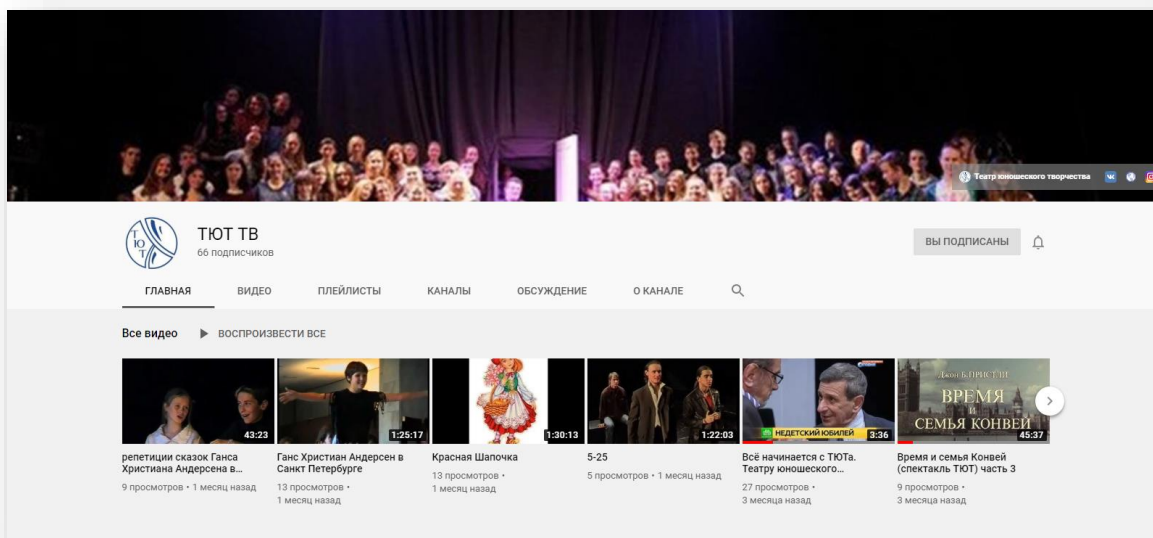 Театр юношеского творчества
Т
Ю
Т
ТЮТ ТВ
66 подписчиков
ВЫ ПОДПИСАНЫ
ГЛАВНАЯ ВИДЕО ПЛЕЙЛИСТЫ КАНАЛЫ ОБСУЖДЕНИЕ О КАНАЛЕ
Все видео ВОСПРОИЗВЕСТИ ВСЕ
43:23
репетиции сказок Ганса
Христиана Андерсена в...
9 просмотров • 1 месяц назад
1:25:17
Ганс Христиан Андерсен в
Санкт Петербурге
13 просмотров •
1 месяц назад
1:30:13
Красная Шапочка
13 просмотров •
1 месяц назад
1:22:03
5-25
5 просмотров • 1 месяц назад
НЕДЕТСКИЙ ЮБИЛЕЙ
3:36
Всё начинается с ТЮТа.
Театру юношеского...
27 просмотров •
3 месяца назад
Джон Б.ПРИСТЛИ
ВРЕМЯ
И
СЕМЬЯ КОНВЕЙ
45:37
Время и семья Конвей
(спектакль ТЮТ) часть 3
9 просмотров •
3 месяца назад